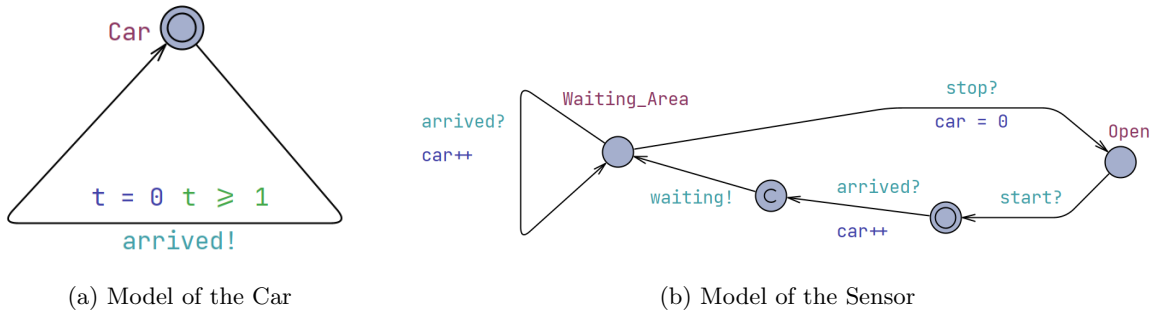 Car
t = 0 t ⩾ 1
arrived!
(a) Model of the Car
Waiting_Area
arrived?
car++
stop?
car = 0
Open
waiting!
C
arrived?
car++
start?
(b) Model of the Sensor